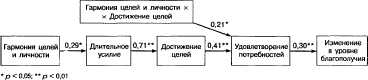 Гармония целей и личности ×
× Достижение целей
0,21*
Гармония целей
и личности
0,29*
Длительное
усилие
0,71**
Достижение
целей
0,41**
Удовлетворение
потребностей
0,30**
Изменение
в уровне
благополучия
* p < 0,05; ** p < 0,01